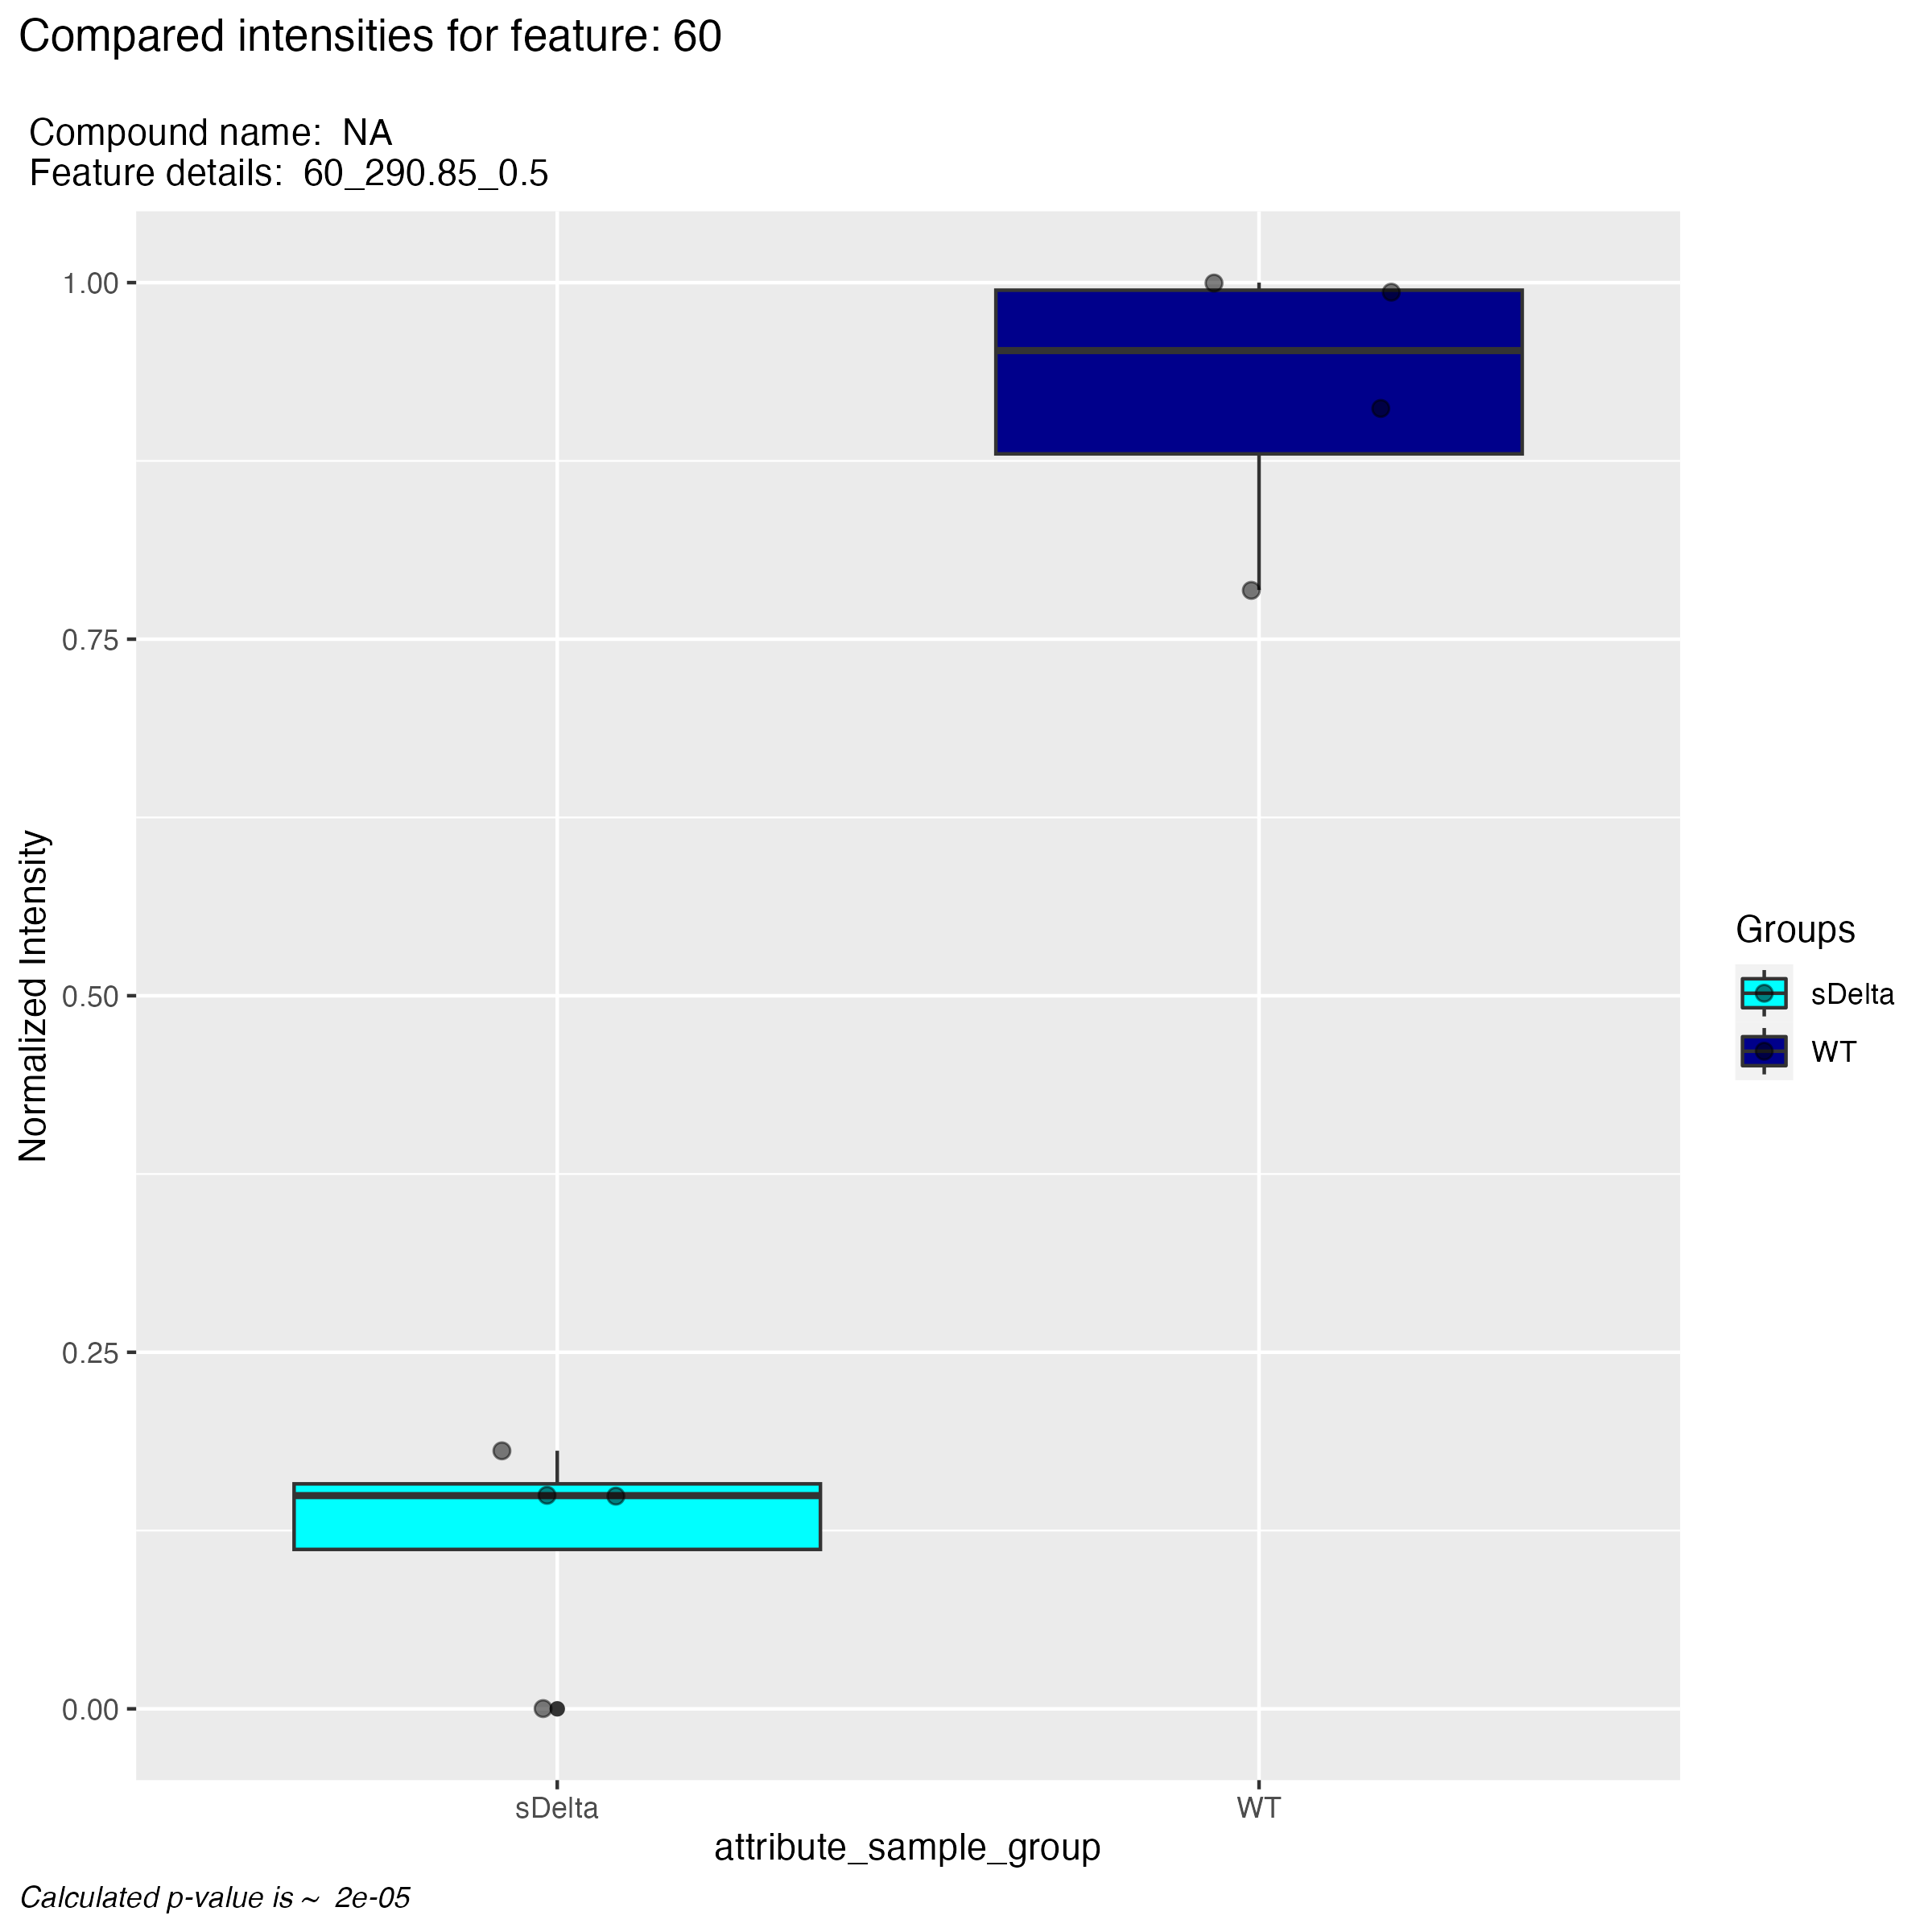 Compared intensities for feature: 60
Compound name:  NA
Feature details:  60_290.85_0.5
Normalized Intensity
1.00
0.75
0.50
0.25
0.00
sDelta
WT
attribute_sample_group
Groups
sDelta
WT
Calculated p-value is ~  2e-05